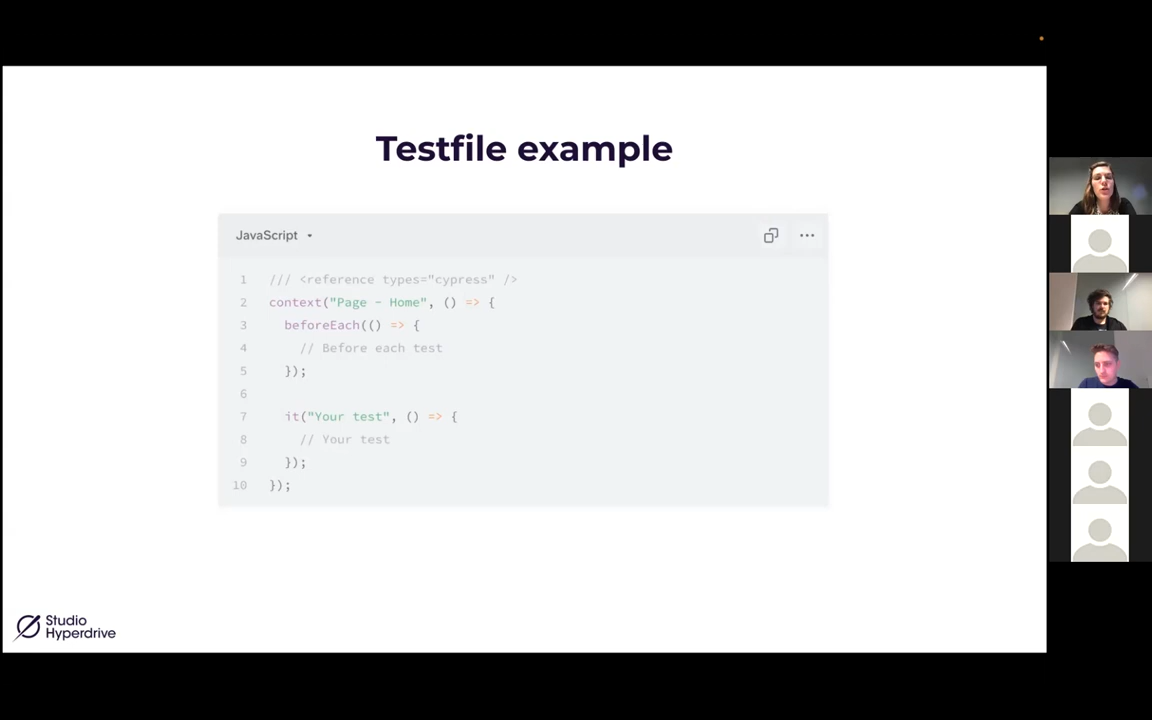 Testfile example
JavaScript
1 /// <reference types="cypress" />
2 context("Page - Home", () => {
3 beforeEach(() => {
4 // Before each test
5 });
6
7 it("Your test", () => {
8 // Your test
9 });
10 });
Studio
Hyperdrive